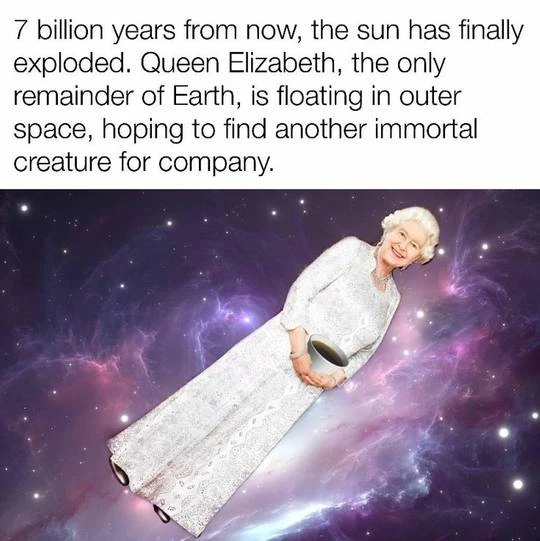 7 billion years from now, the sun has finally
exploded. Queen Elizabeth, the only
remainder of Earth, is floating in outer
space, hoping to find another immortal
creature for company.